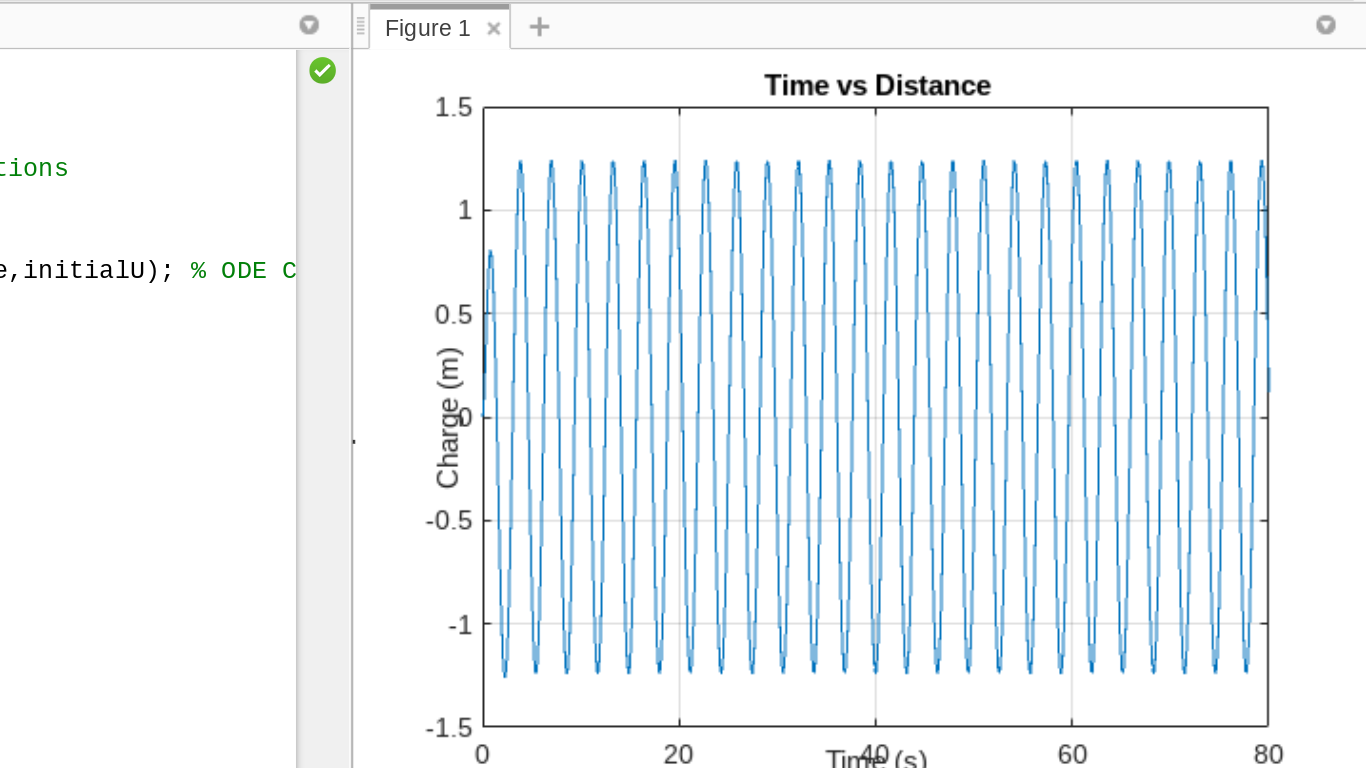 Figure 1
tions
e,initialU); % ODE C
Time vs Distance
1.5
1
0.5
0
-0.5
-1
-1.5
Charge (m)
0 20 40 60 80
Time (s)